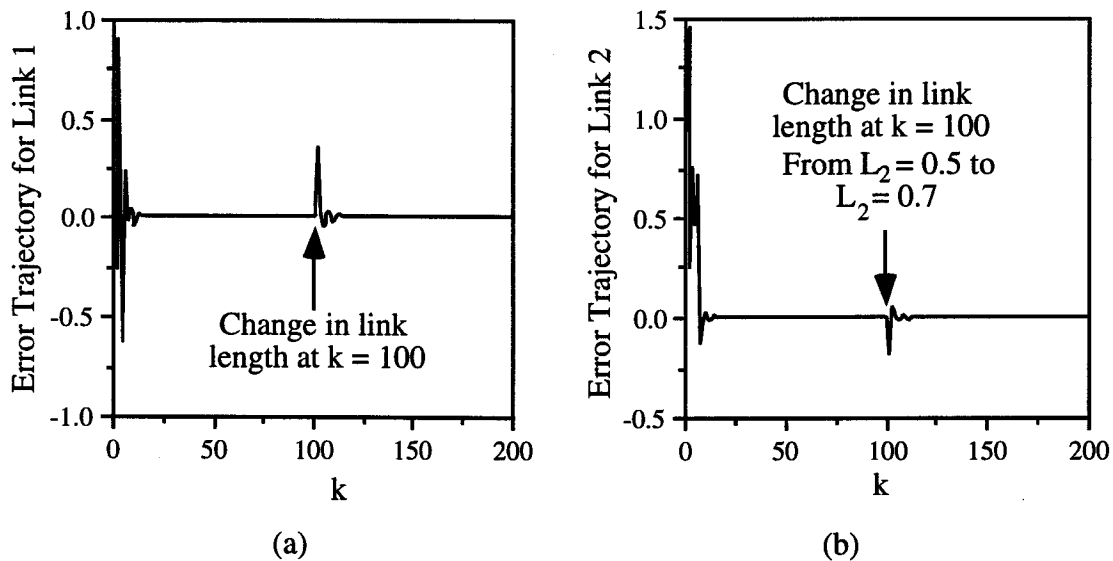 Error Trajectory for Link 1
1.0
0.5
0.0
-0.5
-1.0
Change in link
length at k = 100
0 50 100 150 200
k
(a)
Error Trajectory for Link 2
1.5
1.0
0.5
0.0
-0.5
Change in link
length at k = 100
From L2 = 0.5 to
L2 = 0.7
0 50 100 150 200
k
(b)